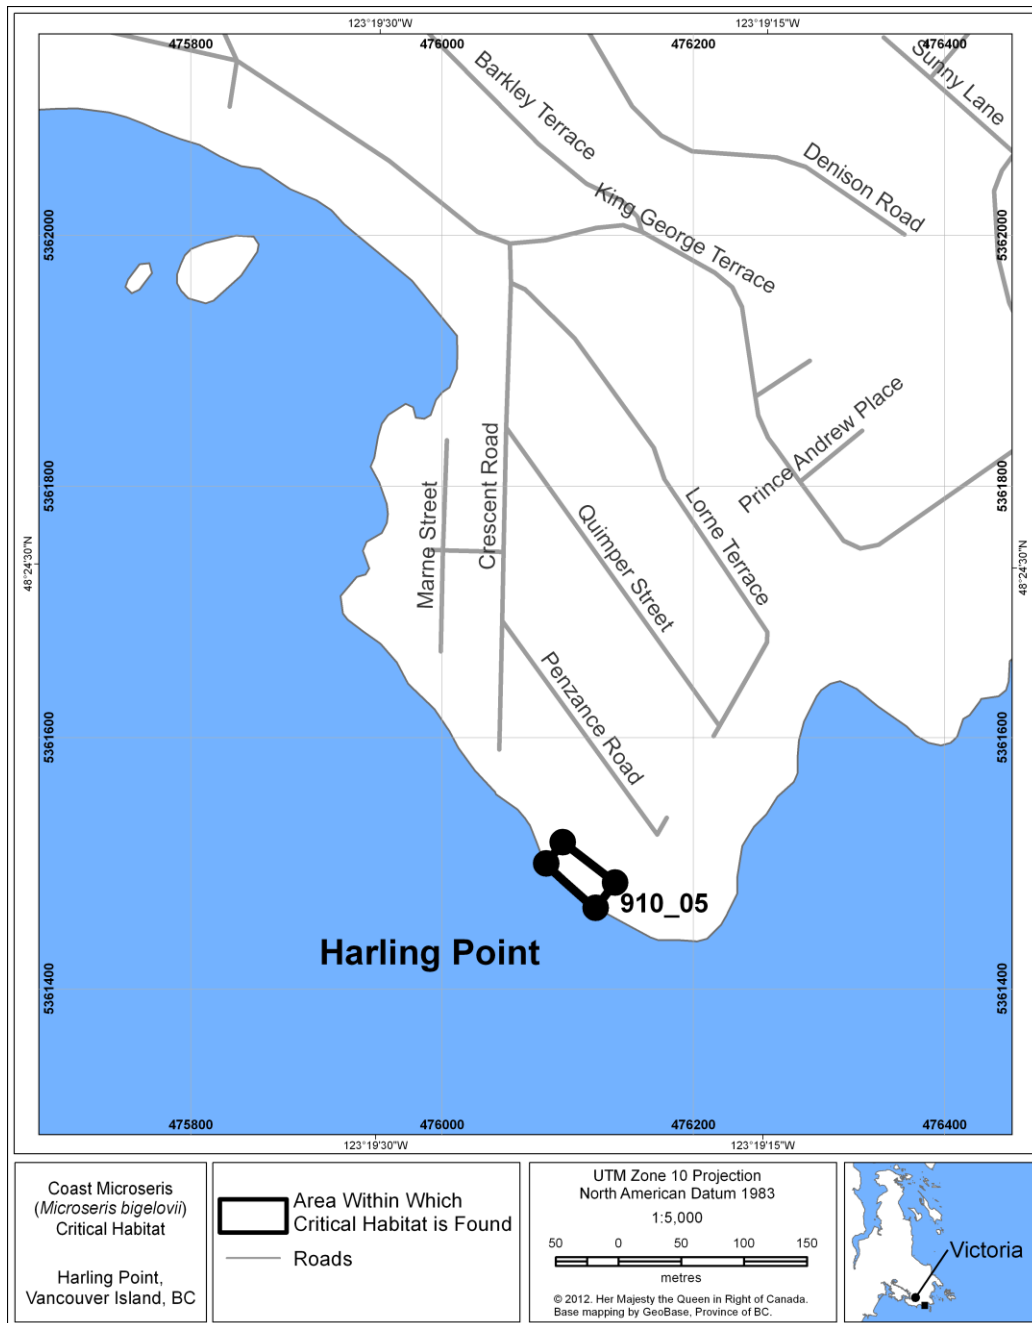 123°19'30"W
123°19'15"W
475800
476000
476200
476400
Sunny Lane
Barkley Terrace
Denison Road
King George Terrace
5362000
5362000
Prince Andrew Place
Crescent Road
Marne Street
Quimper Street
Lorne Terrace
5361800
5361800
48°24'30"N
48°24'30"N
Penzance Road
5361600
5361600
910_05
Harling Point
5361400
5361400
475800
476000
476200
476400
123°19'30"W
123°19'15"W
Coast Microseris
(Microseris bigelovii)
Critical Habitat
Harling Point,
Vancouver Island, BC
Area Within Which
Critical Habitat is Found
Roads
UTM Zone 10 Projection
North American Datum 1983
1:5,000
50 0 50 100 150
metres
© 2012. Her Majesty the Queen in Right of Canada.
Base mapping by GeoBase, Province of BC.
Victoria